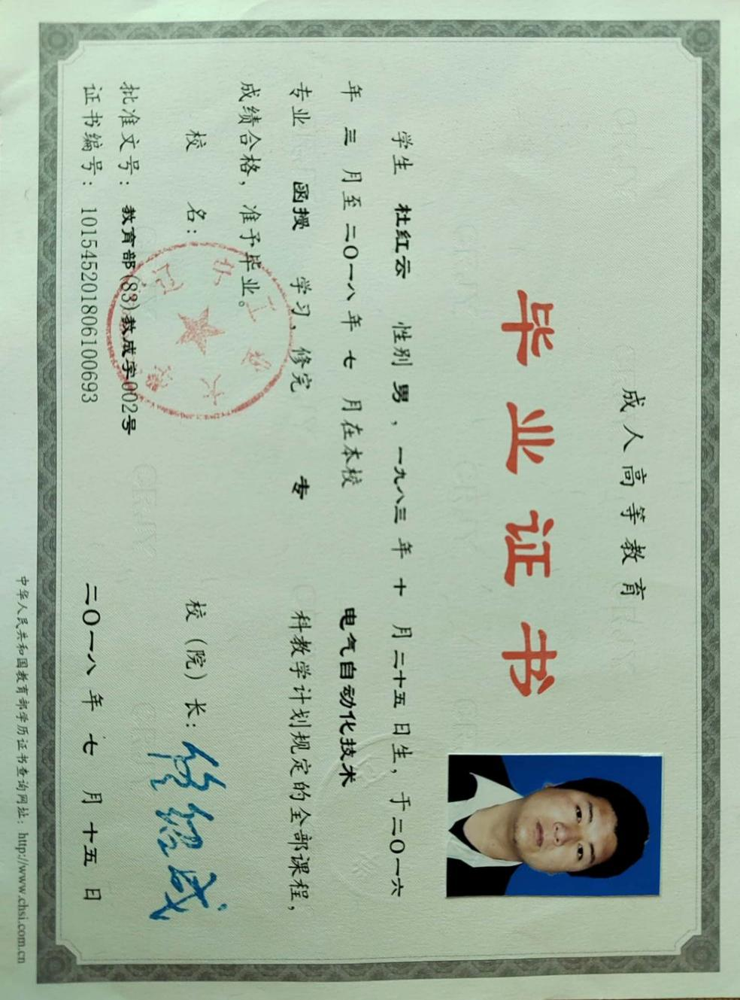 成人高等教育
毕业证书
学生 杜红云 性别 男，一九八三 年 十 月 二十五 日生，于二〇一六
年 三 月至 二〇一八 年 七 月在本校 电气自动化技术
专业 函授 学习，修完 专 科教学计划规定的全部课程，
成绩合格，准予毕业。
校 名： 校（院）长：
批准文号：教育部(83)教成字002号
证书编号：101545201806100693 二〇一八 年 七 月 十五 日
中华人民共和国教育部学历证书查询网址：http://www.chsi.com.cn